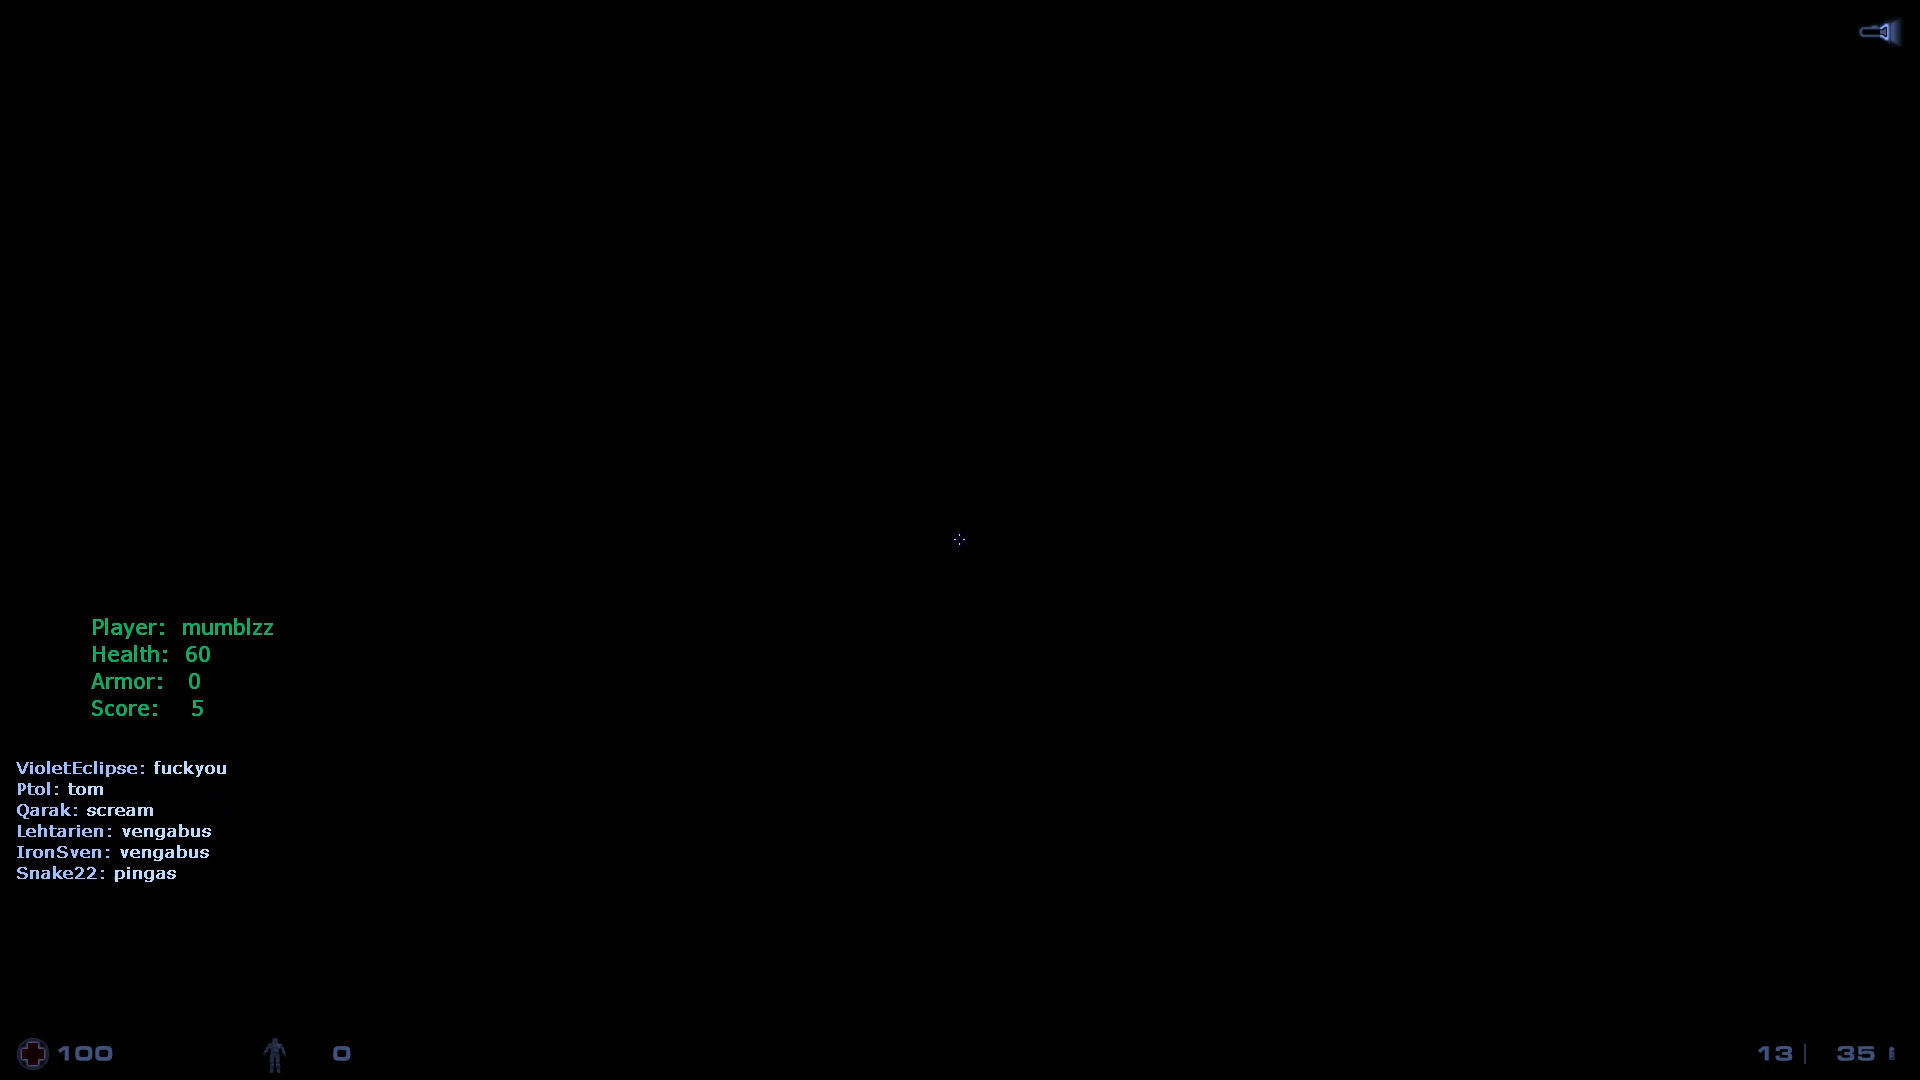 Player: mumblzz
Health: 60
Armor: 0
Score: 5
VioletEclipse: fuckyou
Ptol: tom
Qarak: scream
Lehtarien: vengabus
IronSven: vengabus
Snake22: pingas
100 0 13 | 35